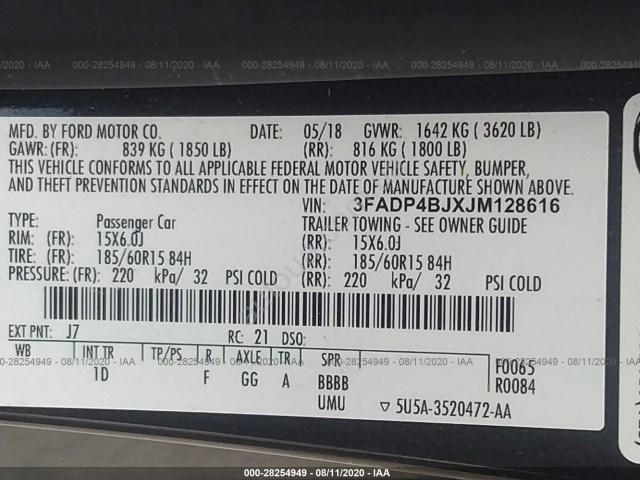 000-28254949 - 08/11/2020 - IAA
MFD. BY FORD MOTOR CO. DATE: 05/18 GVWR: 1642 KG ( 3620 LB)
GAWR: (FR): 839 KG ( 1850 LB) (RR): 816 KG ( 1800 LB)
THIS VEHICLE CONFORMS TO ALL APPLICABLE FEDERAL MOTOR VEHICLE SAFETY, BUMPER,
AND THEFT PREVENTION STANDARDS IN EFFECT ON THE DATE OF MANUFACTURE SHOWN ABOVE.
VIN: 3FADP4BJXJM128616
TYPE: Passenger Car TRAILER TOWING - SEE OWNER GUIDE
RIM: (FR): 15X6.0J (RR): 15X6.0J
TIRE: (FR): 185/60R15 84H (RR): 185/60R15 84H
PRESSURE: (FR): 220 kPa/ 32 PSI COLD (RR): 220 kPa/ 32 PSI COLD
EXT PNT: J7 RC: 21 DSO:
WB INT TR TP/PS R AXLE TR SPR F0065
1D F GG A BBBB R0084
UMU ▽ 5U5A-3520472-AA
000-28254949 - 08/11/2020 - IAA